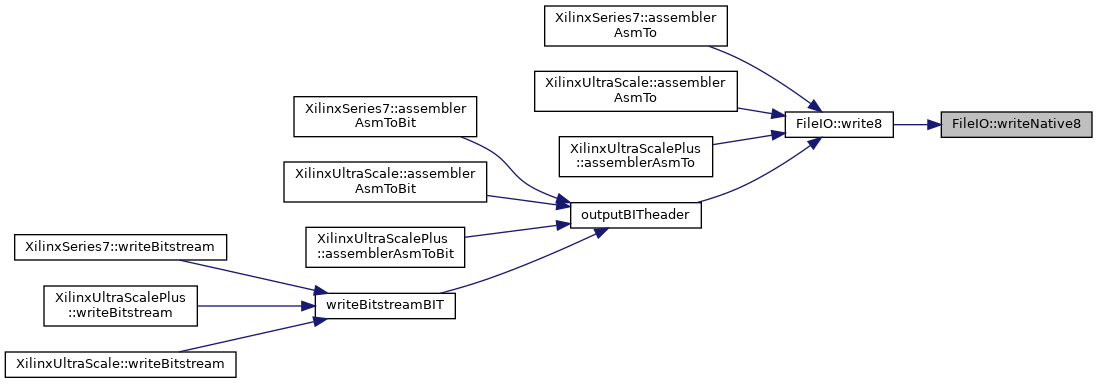 XilinxSeries7::assembler
AsmTo
XilinxUltraScale::assembler
AsmTo
XilinxSeries7::assembler
AsmToBit
FileIO::write8
FileIO::writeNative8
XilinxUltraScalePlus
::assemblerAsmTo
XilinxUltraScale::assembler
AsmToBit
outputBITheader
XilinxUltraScalePlus
::assemblerAsmToBit
XilinxSeries7::writeBitstream
XilinxUltraScalePlus
::writeBitstream
writeBitstreamBIT
XilinxUltraScale::writeBitstream